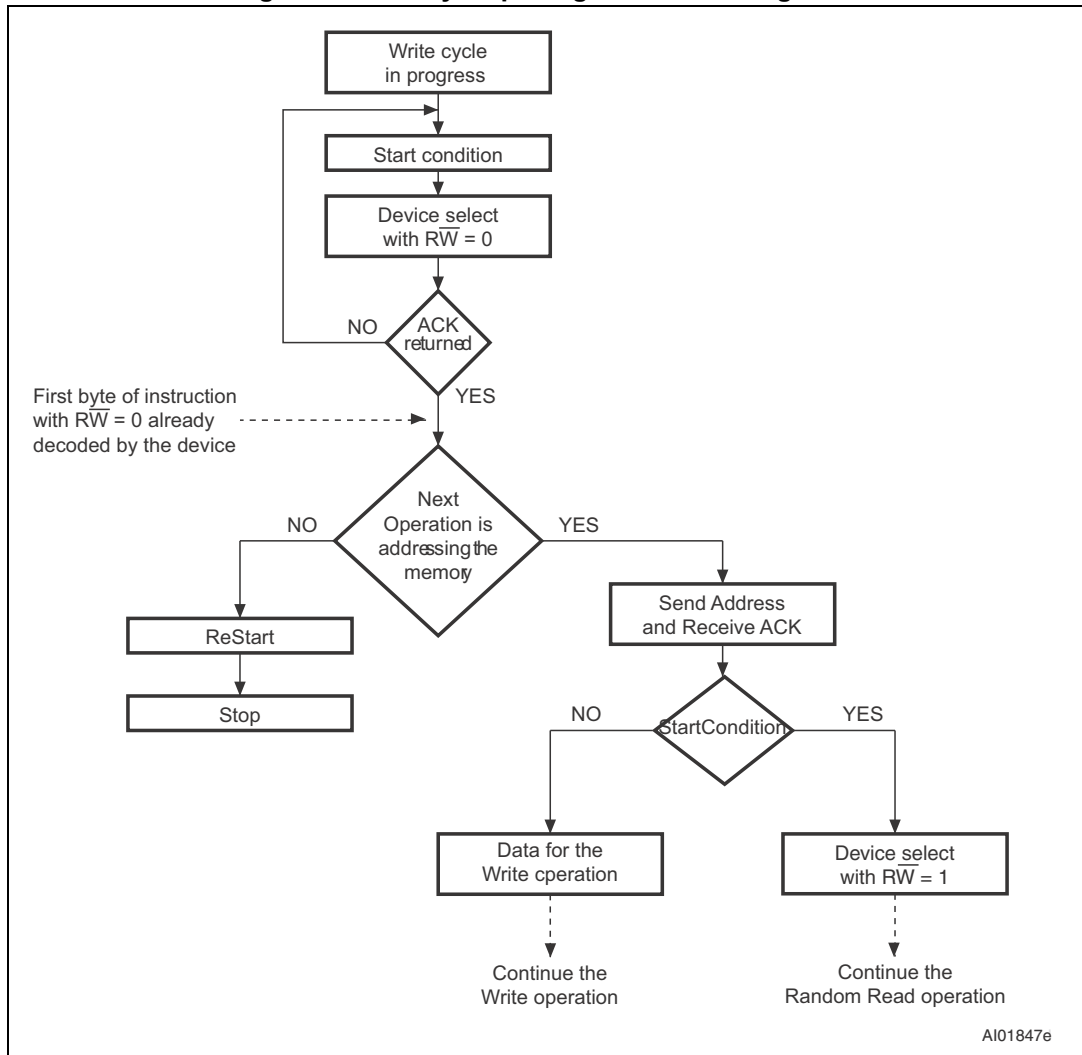 Write cycle
in progress
Start condition
Device select
with RW̅ = 0
ACK
returned
NO
YES
First byte of instruction
with RW̅ = 0 already
decoded by the device
Next
Operation is
addressing the
memory
NO
YES
ReStart
Stop
Send Address
and Receive ACK
StartCondition
NO
YES
Data for the
Write cperation
Device select
with RW̅ = 1
Continue the
Write operation
Continue the
Random Read operation
AI01847e